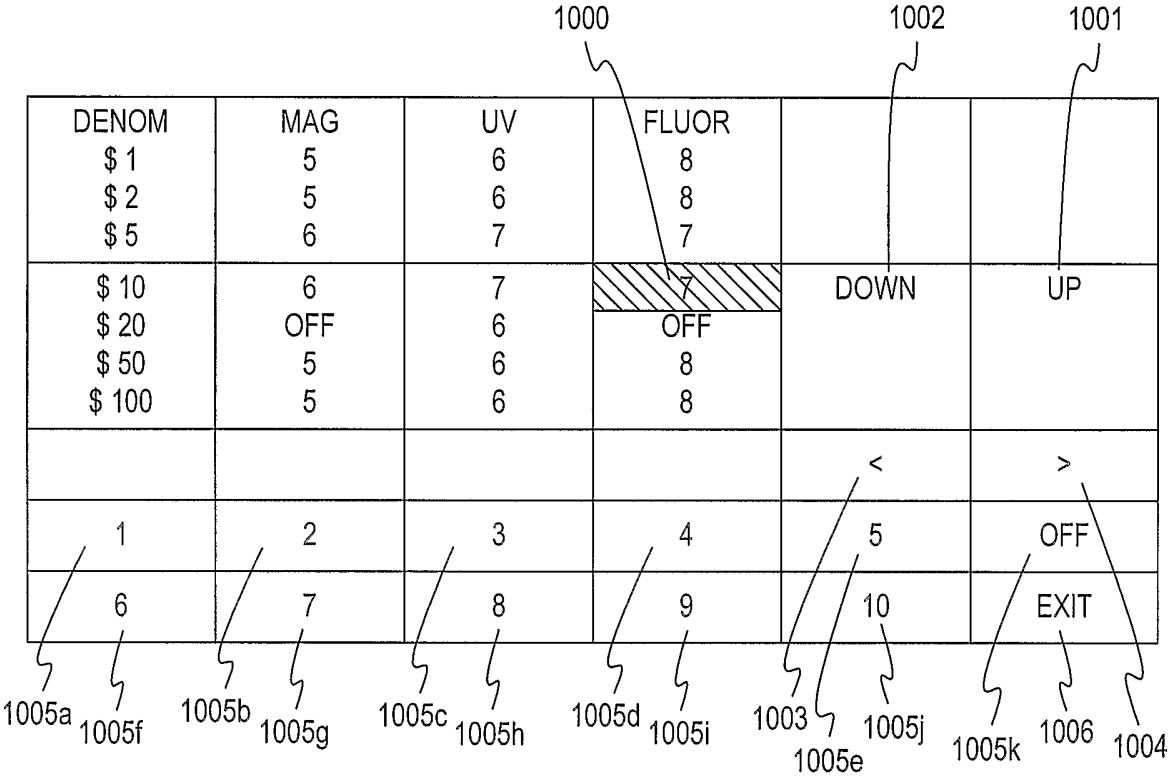 1000 1002 1001
DENOM MAG UV FLUOR
$ 1 5 6 8
$ 2 5 6 8
$ 5 6 7 7
$ 10 6 7 7 DOWN UP
$ 20 OFF 6 OFF
$ 50 5 6 8
$ 100 5 6 8
< >
1 2 3 4 5 OFF
6 7 8 9 10 EXIT
1005a 1005f 1005b 1005g 1005c 1005h 1005d 1005i 1003 1005e 1005j 1005k 1006 1004